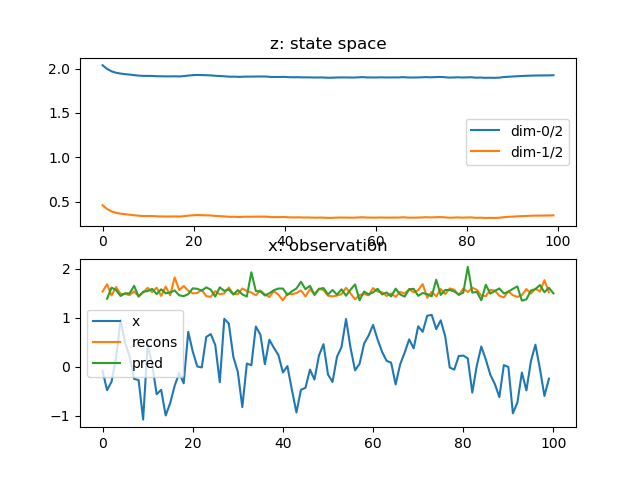 z: state space
2.0
1.5
1.0
0.5
dim-0/2
dim-1/2
0 20 40 60 80 100
x: observation
2
1
0
−1
x
recons
pred
0 20 40 60 80 100